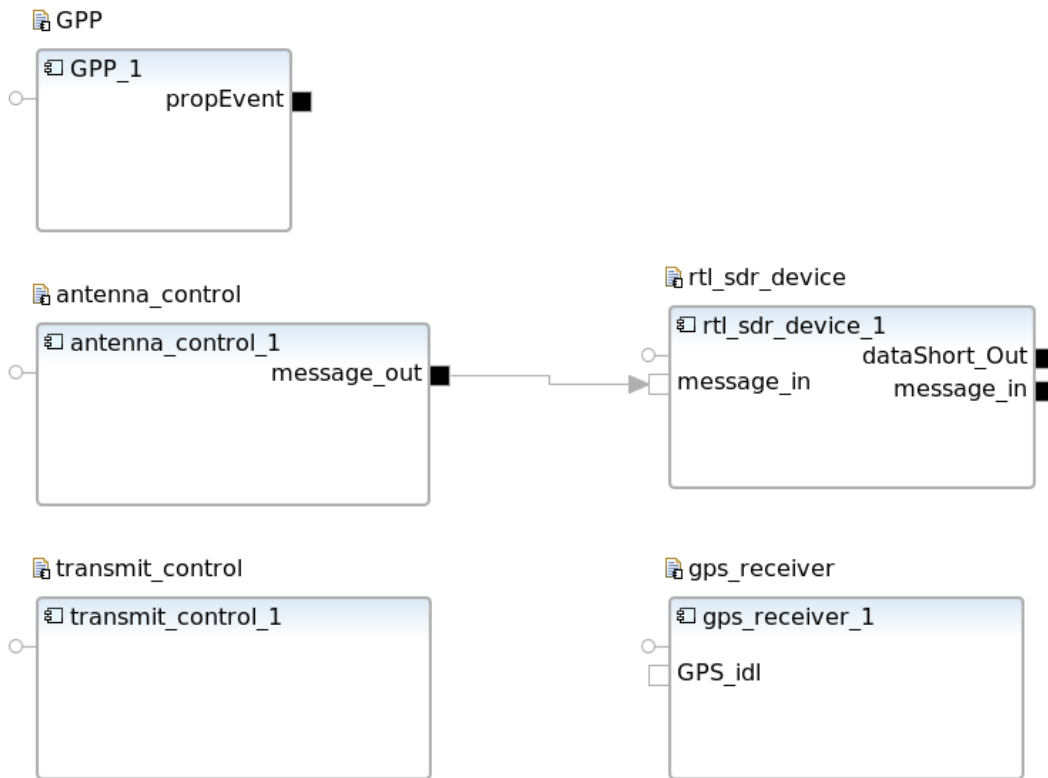 GPP
GPP_1
propEvent
antenna_control
antenna_control_1
message_out
rtl_sdr_device
rtl_sdr_device_1
dataShort_Out
message_in
message_in
transmit_control
transmit_control_1
gps_receiver
gps_receiver_1
GPS_idl